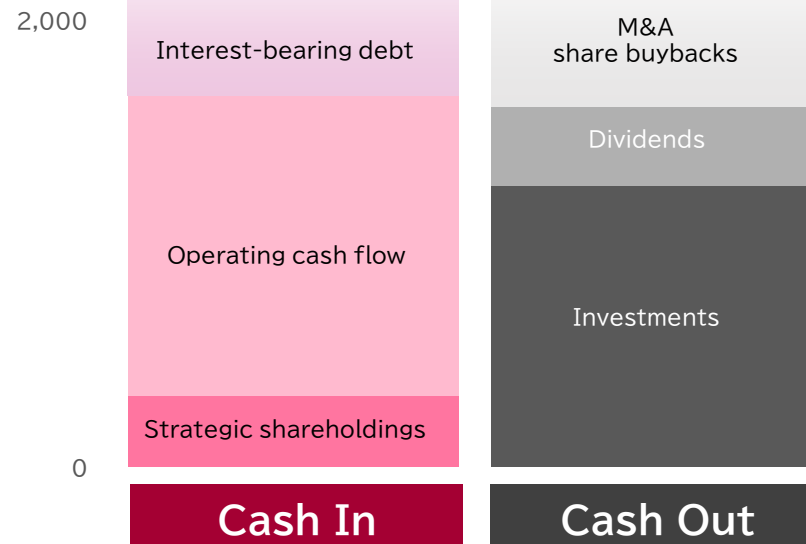 2,000
Interest-bearing debt
Operating cash flow
Strategic shareholdings
0
Cash In
M&A
share buybacks
Dividends
Investments
Cash Out